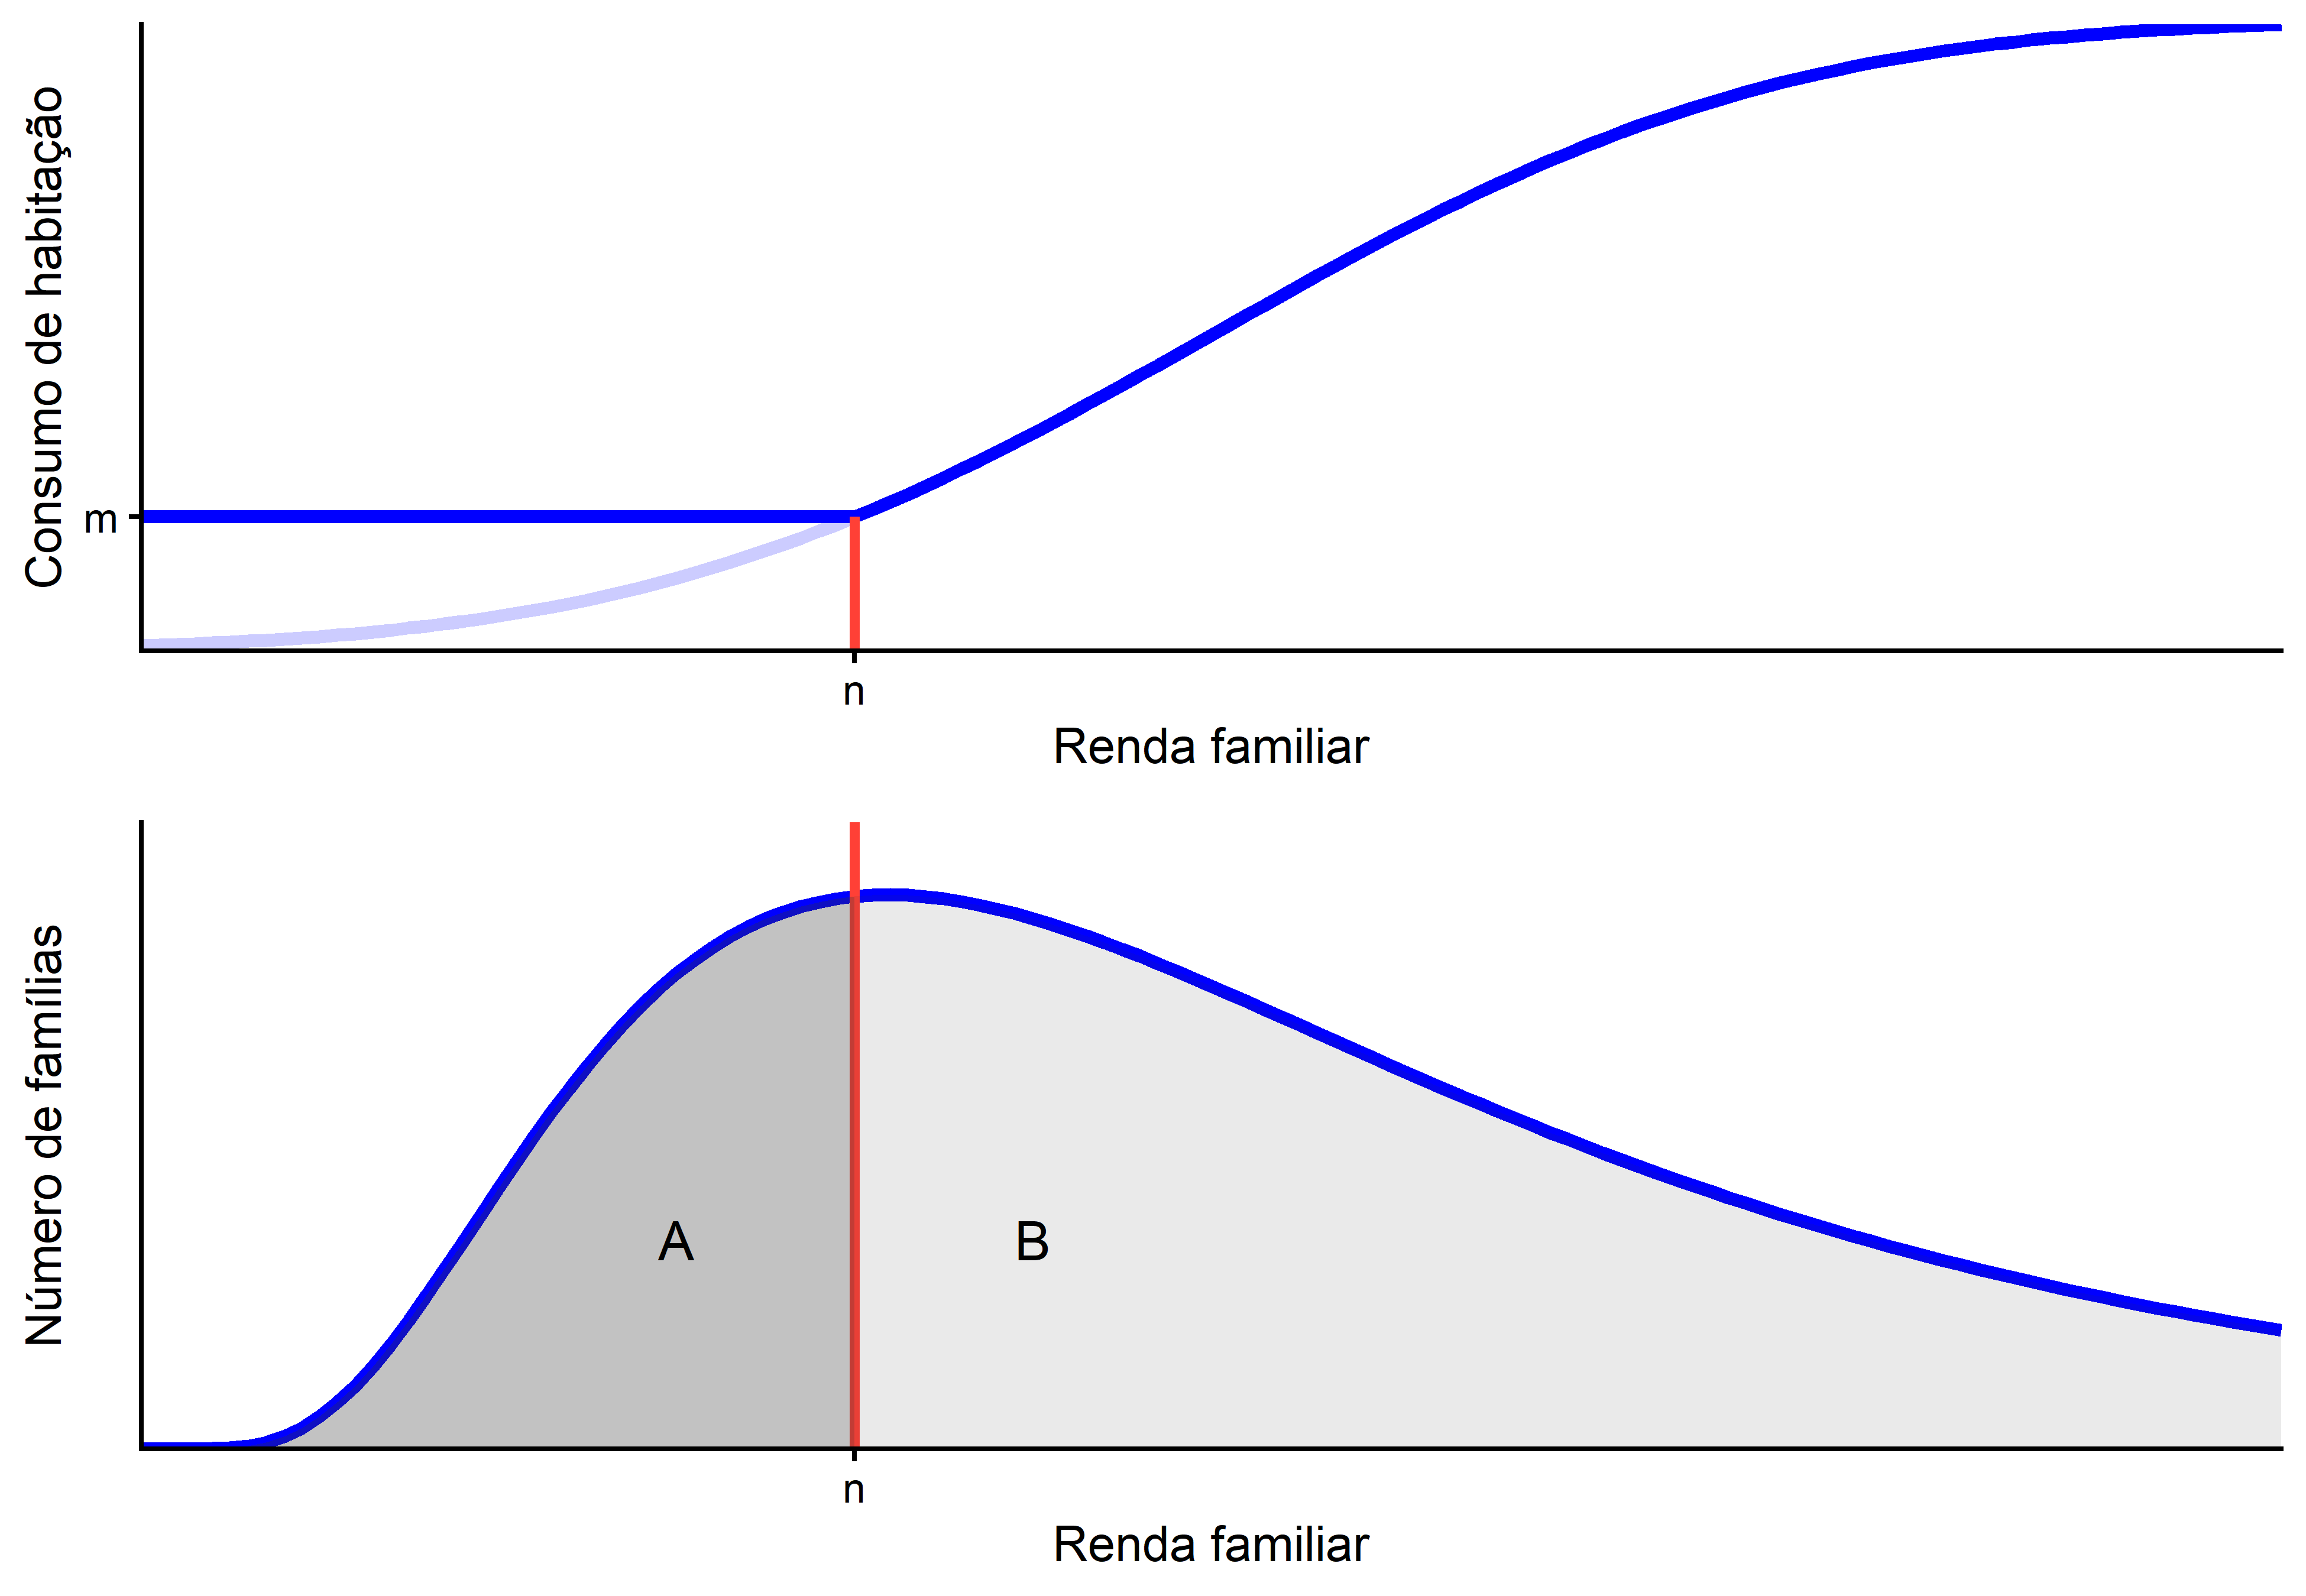 Consumo de habitação
m
n
Renda familiar
Número de famílias
A
B
n
Renda familiar